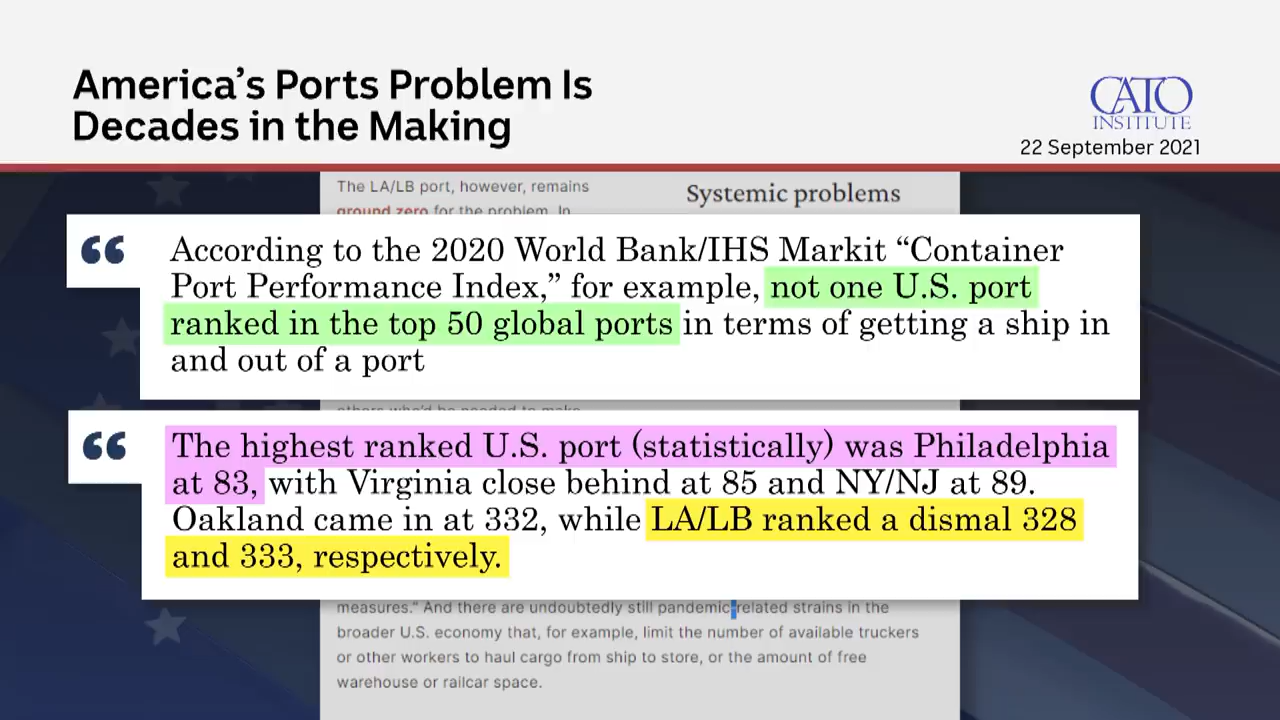 America's Ports Problem Is
Decades in the Making
CATO
INSTITUTE
22 September 2021
The LA/LB port, however, remains
ground zero for the problem. In
Systemic problems
“
According to the 2020 World Bank/IHS Markit “Container
Port Performance Index,” for example, not one U.S. port
ranked in the top 50 global ports in terms of getting a ship in
and out of a port
others who'd be needed to make
“
The highest ranked U.S. port (statistically) was Philadelphia
at 83, with Virginia close behind at 85 and NY/NJ at 89.
Oakland came in at 332, while LA/LB ranked a dismal 328
and 333, respectively.
measures.” And there are undoubtedly still pandemic-related strains in the
broader U.S. economy that, for example, limit the number of available truckers
or other workers to haul cargo from ship to store, or the amount of free
warehouse or railcar space.